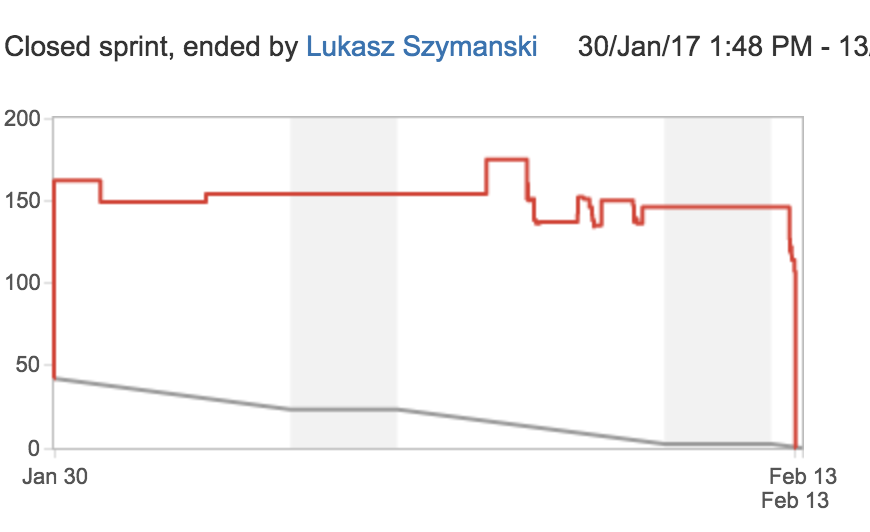 Closed sprint, ended by Lukasz Szymanski 30/Jan/17 1:48 PM - 13/
200
150
100
50
0
Jan 30
Feb 13
Feb 13